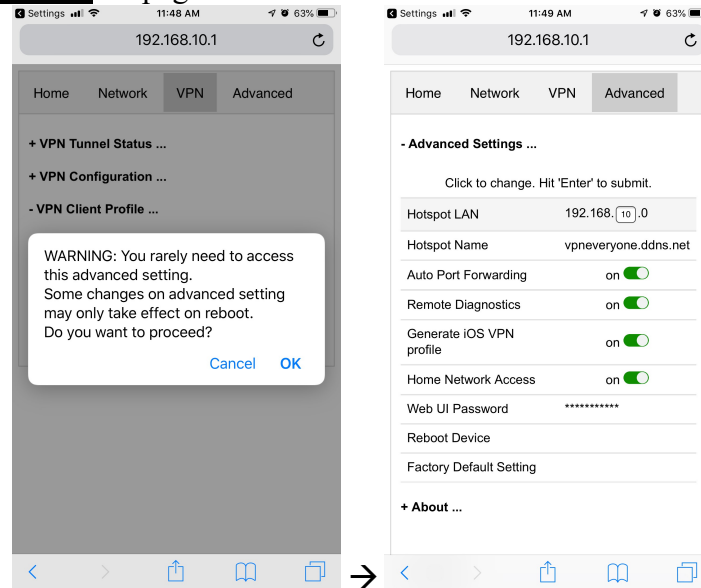 Settings 11:48 AM 63%
192.168.10.1
Home Network VPN Advanced
+ VPN Tunnel Status ...
+ VPN Configuration ...
- VPN Client Profile ...
WARNING: You rarely need to access
this advanced setting.
Some changes on advanced setting
may only take effect on reboot.
Do you want to proceed?
Cancel OK
→
Settings 11:49 AM 63%
192.168.10.1
Home Network VPN Advanced
- Advanced Settings ...
Click to change. Hit 'Enter' to submit.
Hotspot LAN 192.168. 10 .0
Hotspot Name vpneveryone.ddns.net
Auto Port Forwarding on
Remote Diagnostics on
Generate iOS VPN
profile on
Home Network Access on
Web UI Password ***********
Reboot Device
Factory Default Setting
+ About ...